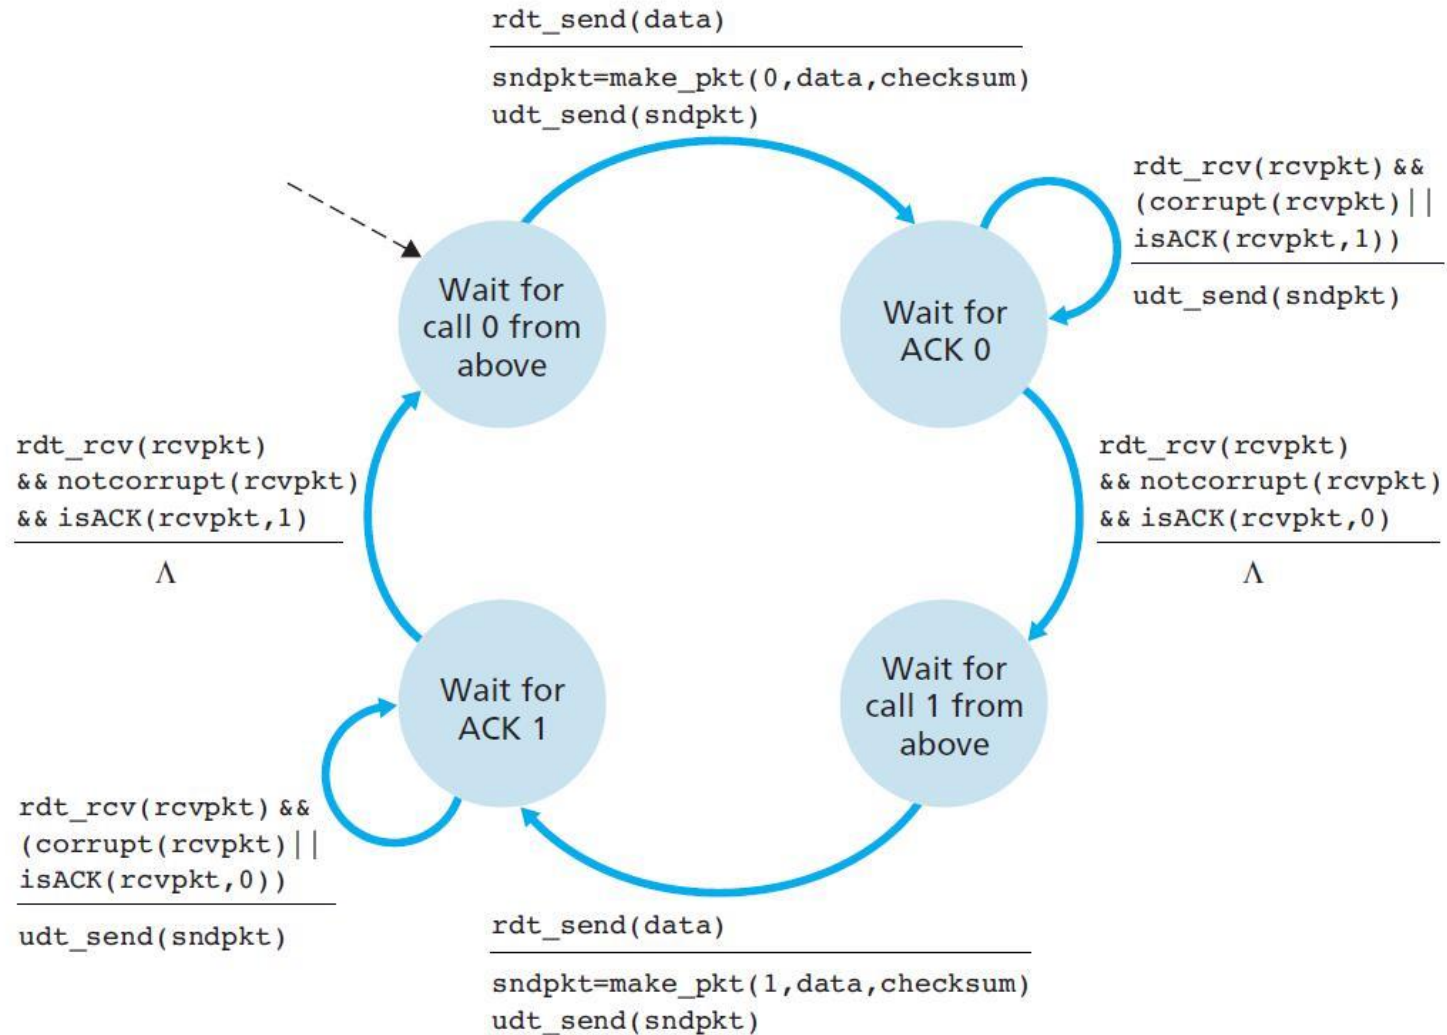 rdt_send(data)
sndpkt=make_pkt(0,data,checksum)
udt_send(sndpkt)
rdt_rcv(rcvpkt) &&
(corrupt(rcvpkt)||
isACK(rcvpkt,1))
udt_send(sndpkt)
Wait for
call 0 from
above
Wait for
ACK 0
rdt_rcv(rcvpkt)
&& notcorrupt(rcvpkt)
&& isACK(rcvpkt,1)
Λ
rdt_rcv(rcvpkt)
&& notcorrupt(rcvpkt)
&& isACK(rcvpkt,0)
Λ
Wait for
ACK 1
Wait for
call 1 from
above
rdt_rcv(rcvpkt) &&
(corrupt(rcvpkt)||
isACK(rcvpkt,0))
udt_send(sndpkt)
rdt_send(data)
sndpkt=make_pkt(1,data,checksum)
udt_send(sndpkt)